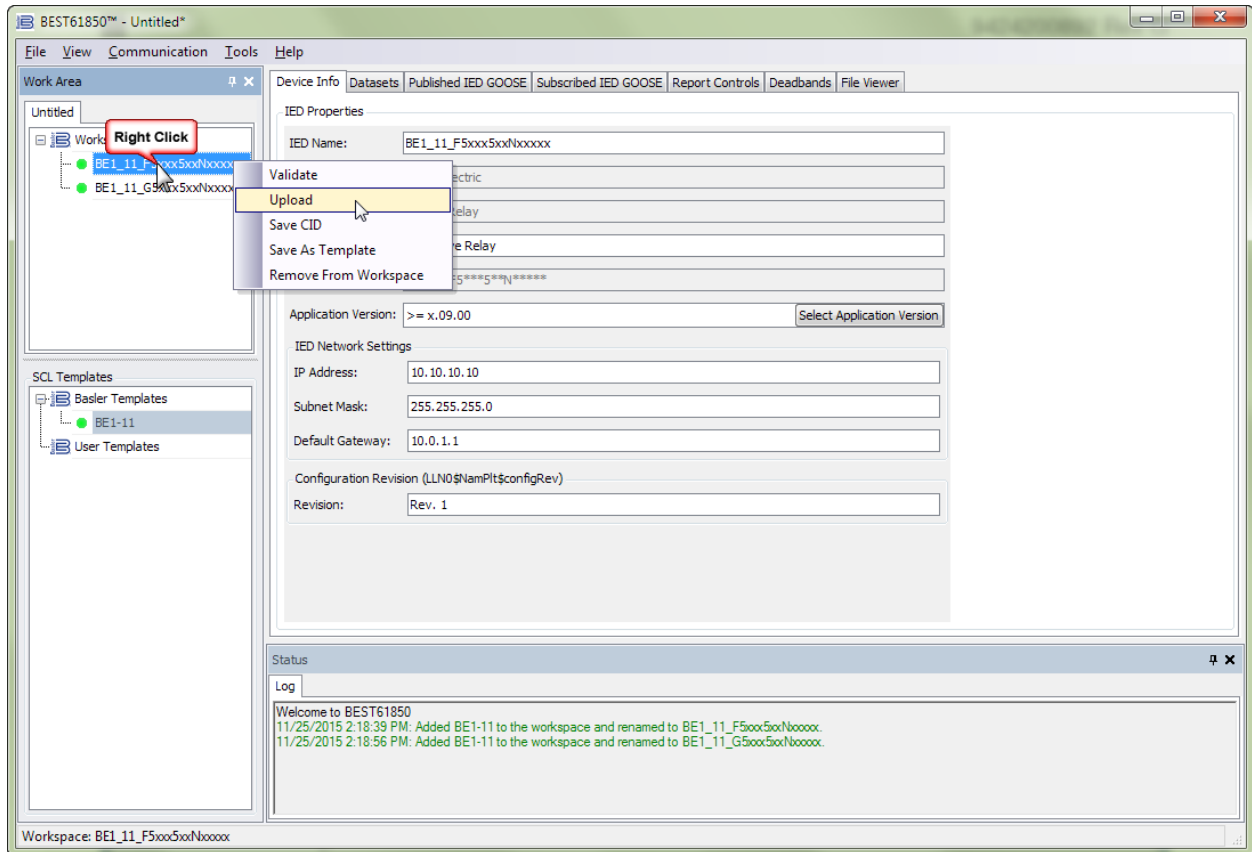 BEST61850™ - Untitled*
File View Communication Tools Help
Work Area
Untitled
Right Click
BE1_11_F5xxx5xxNxxxxx
BE1_11_G5xxx5xxNxxxx
Validate
Upload
Save CID
Save As Template
Remove From Workspace
SCL Templates
Basler Templates
BE1-11
User Templates
Device Info Datasets Published IED GOOSE Subscribed IED GOOSE Report Controls Deadbands File Viewer
IED Properties
IED Name: BE1_11_F5xxx5xxNxxxxx
Relay
Application Version: >= x.09.00 Select Application Version
IED Network Settings
IP Address: 10.10.10.10
Subnet Mask: 255.255.255.0
Default Gateway: 10.0.1.1
Configuration Revision (LLN0$NamPlt$configRev)
Revision: Rev. 1
Status
Log
Welcome to BEST61850
11/25/2015 2:18:39 PM: Added BE1-11 to the workspace and renamed to BE1_11_F5xxx5xxNxxxxx.
11/25/2015 2:18:56 PM: Added BE1-11 to the workspace and renamed to BE1_11_G5xxx5xxNxxxxx.
Workspace: BE1_11_F5xxx5xxNxxxxx